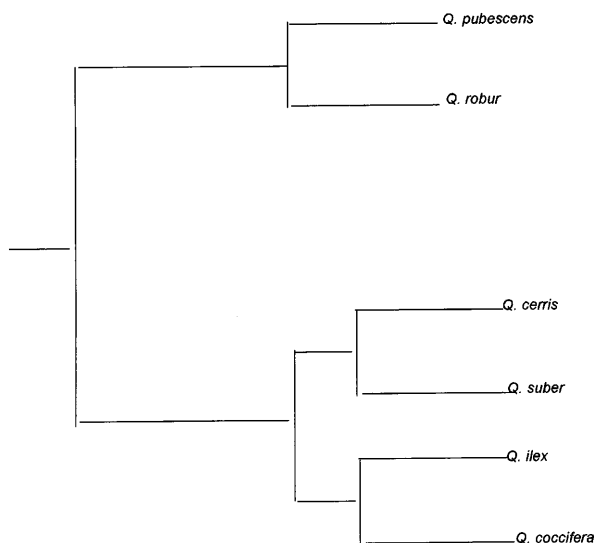 Q. pubescens
Q. robur
Q. cerris
Q. suber
Q. ilex
Q. coccifera